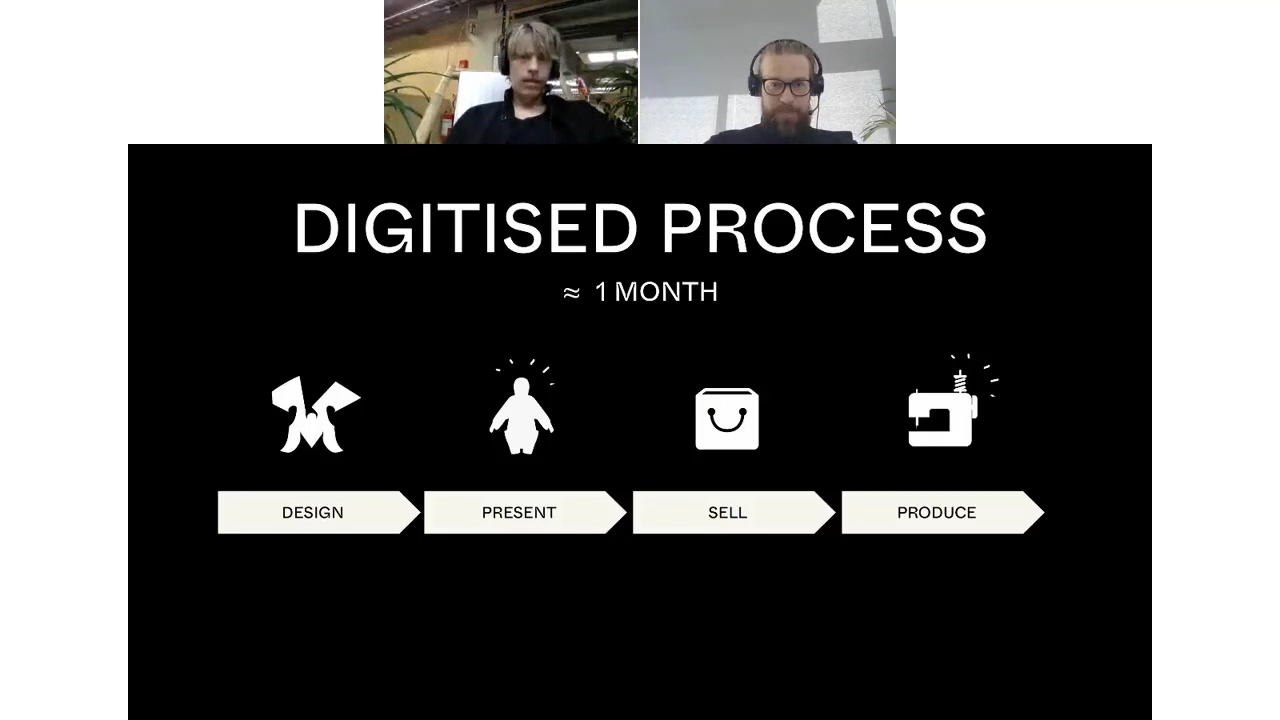 DIGITISED PROCESS
≈ 1 MONTH
DESIGN
PRESENT
SELL
PRODUCE